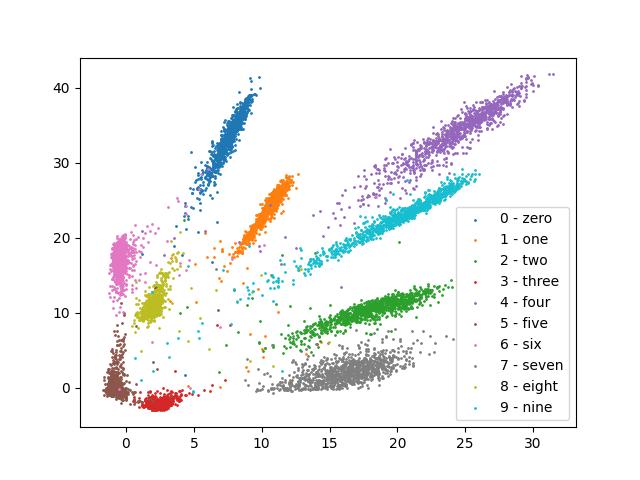 40
30
20
10
0
0
5
10
15
20
25
30
0 - zero
1 - one
2 - two
3 - three
4 - four
5 - five
6 - six
7 - seven
8 - eight
9 - nine